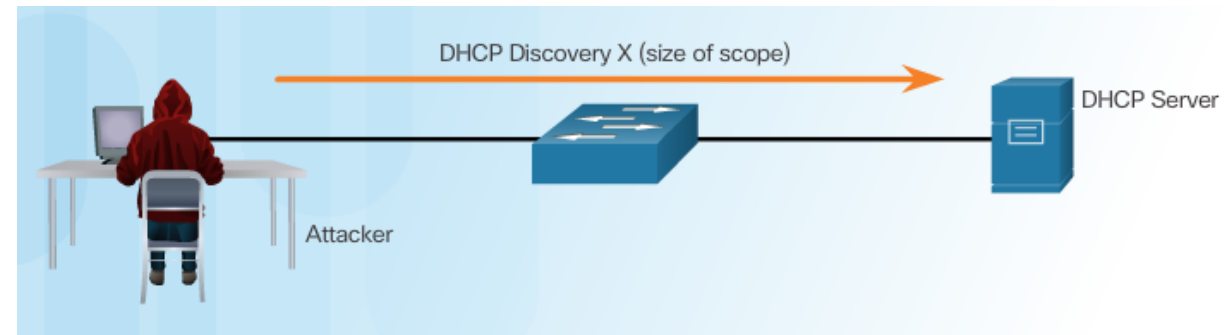 DHCP Discovery X (size of scope)
DHCP Server
Attacker